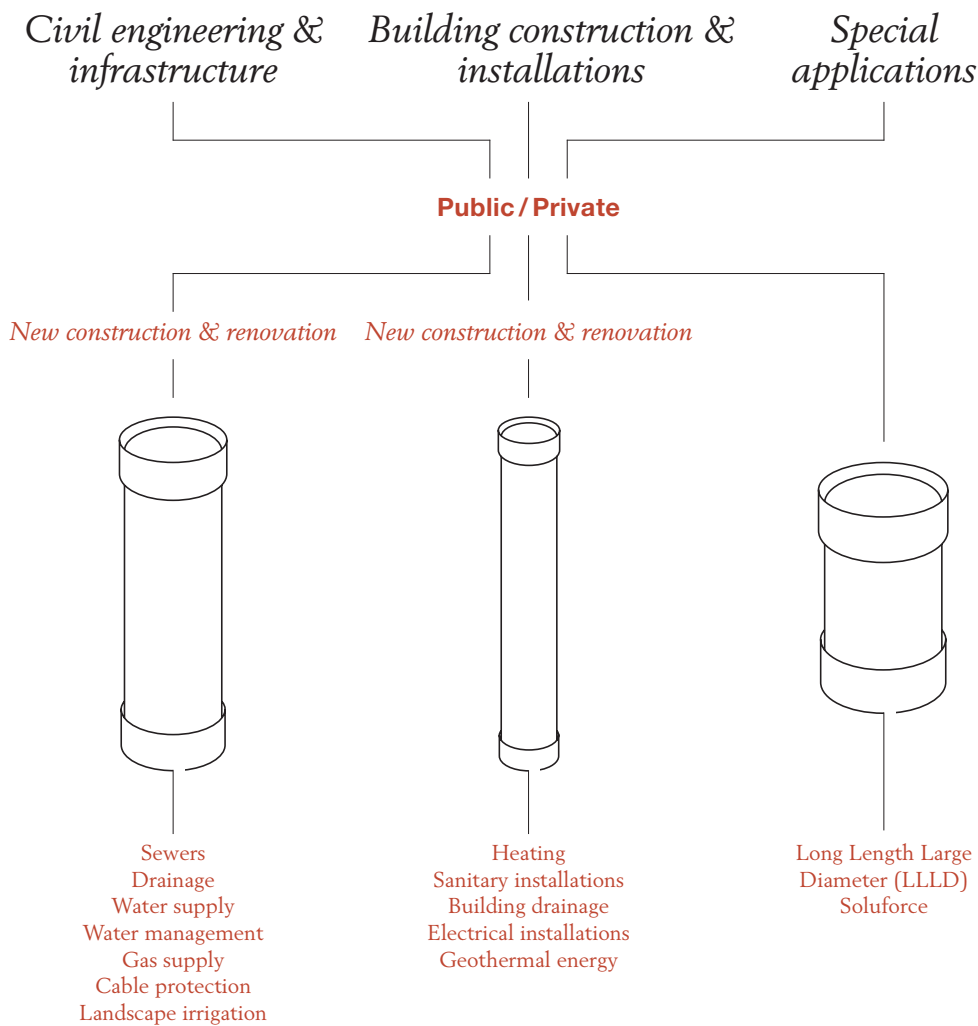 Civil engineering &
infrastructure
Building construction &
installations
Special
applications
Public / Private
New construction & renovation
New construction & renovation
Sewers
Drainage
Water supply
Water management
Gas supply
Cable protection
Landscape irrigation
Heating
Sanitary installations
Building drainage
Electrical installations
Geothermal energy
Long Length Large
Diameter (LLLD)
Soluforce